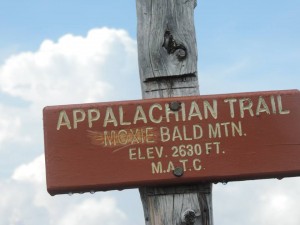 APPALACHIAN TRAIL
MOXIE BALD MTN.
ELEV. 2630 FT.
M.A.T.C.